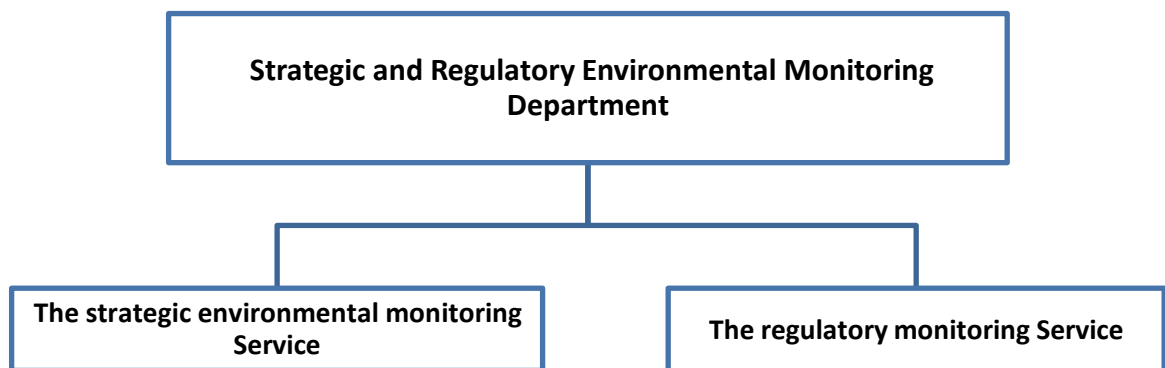 Strategic and Regulatory Environmental Monitoring
Department
The strategic environmental monitoring
Service
The regulatory monitoring Service